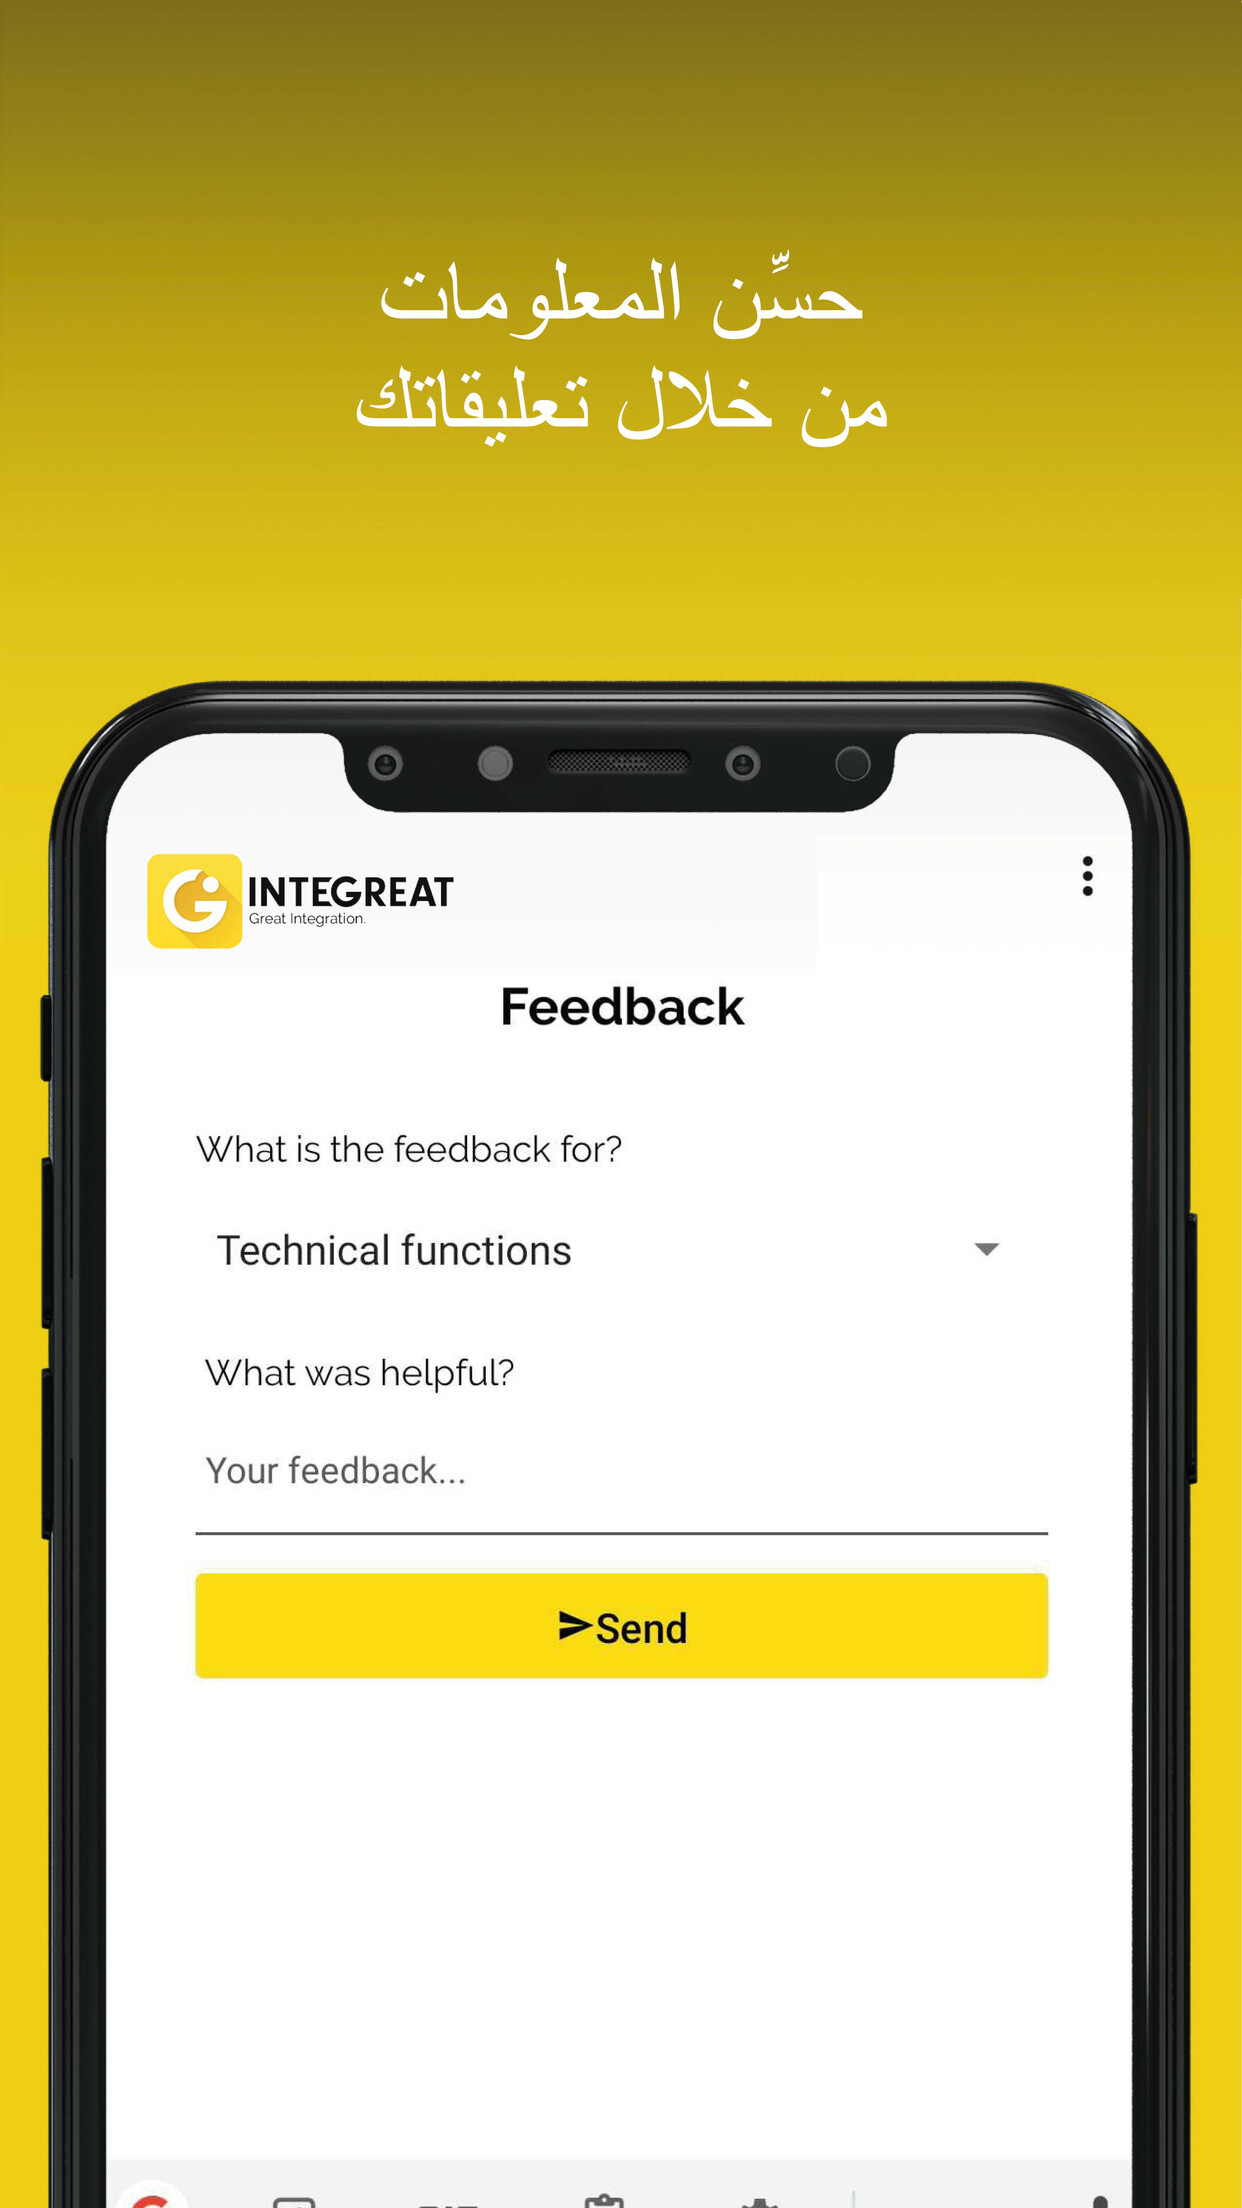 حسِّن المعلومات
من خلال تعليقاتك
INTEGREAT
Great Integration.
Feedback
What is the feedback for?
Technical functions
What was helpful?
Your feedback...
Send